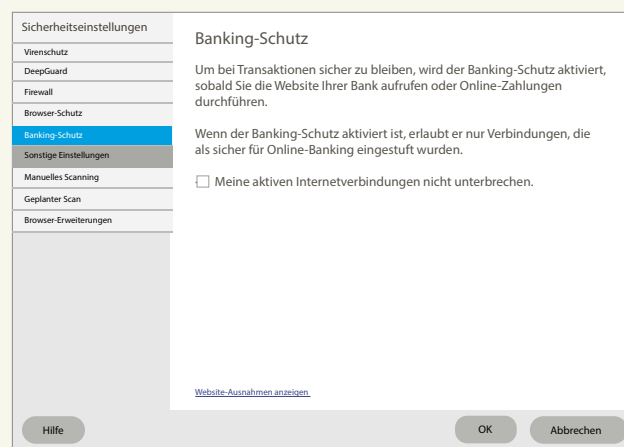 Sicherheitseinstellungen
Virenschutz
DeepGuard
Firewall
Browser-Schutz
Banking-Schutz
Sonstige Einstellungen
Manuelles Scanning
Geplanter Scan
Browser-Erweiterungen
Banking-Schutz
Um bei Transaktionen sicher zu bleiben, wird der Banking-Schutz aktiviert,
sobald Sie die Website Ihrer Bank aufrufen oder Online-Zahlungen
durchführen.
Wenn der Banking-Schutz aktiviert ist, erlaubt er nur Verbindungen, die
als sicher für Online-Banking eingestuft wurden.
Meine aktiven Internetverbindungen nicht unterbrechen.
Website-Ausnahmen anzeigen
Hilfe
OK
Abbrechen